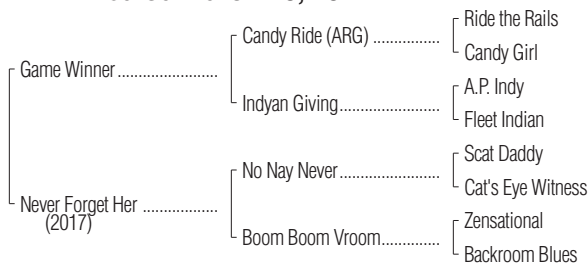 Ride the Rails
Candy Ride (ARG) ................
Candy Girl
Game Winner ........................
A.P. Indy
Indyan Giving ........................
Fleet Indian
Scat Daddy
No Nay Never ........................
Cat's Eye Witness
Never Forget Her ..................
(2017)
Zensational
Boom Boom Vroom ..............
Backroom Blues